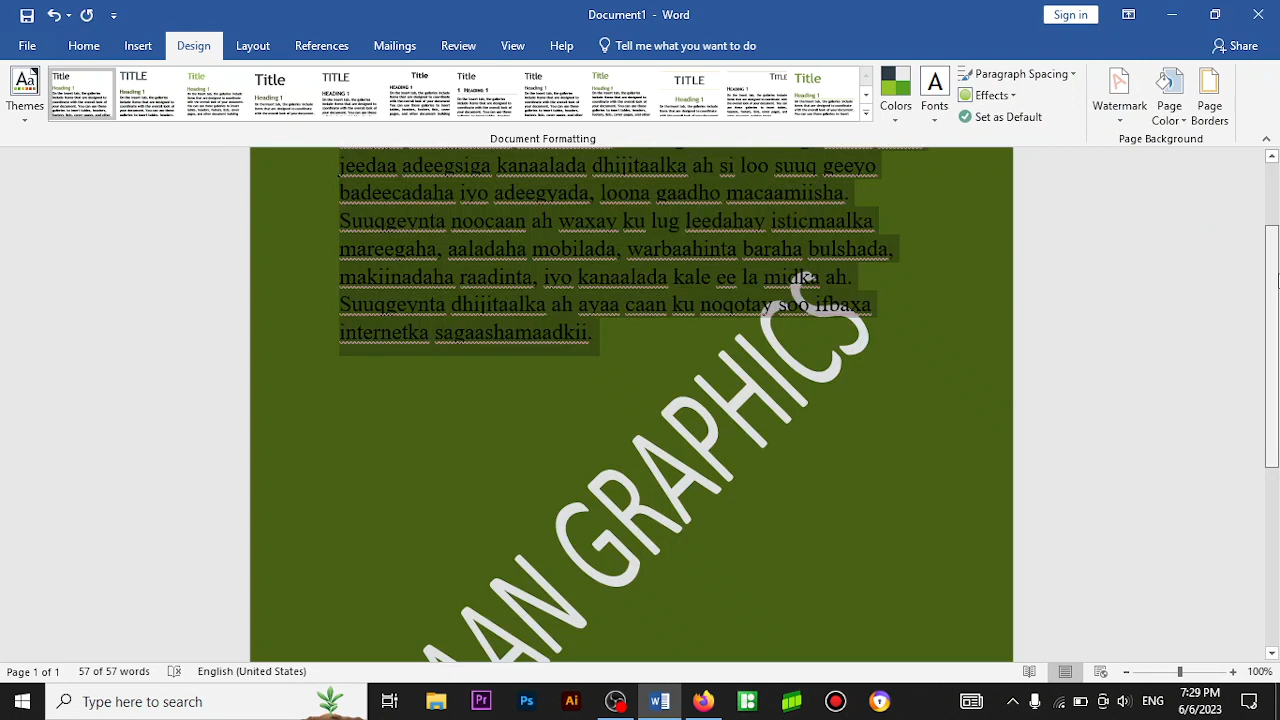 Document1 - Word
Sign in
File Home Insert Design Layout References Mailings Review View Help Tell me what you want to do Share
Themes
Colors Fonts Paragraph Spacing Effects Set as Default Watermark Page Color Page Borders
Document Formatting Page Background
jeedaa adeegsiga kanaalada dhijitaalka ah si loo suuq geeyo
badeecadaha iyo adeegyada, loona gaadho macaamiisha.
Suuqgeynta noocaan ah waxay ku lug leedahay isticmaalka
mareegaha, aaladaha mobilada, warbaahinta baraha bulshada,
makiinadaha raadinta, iyo kanaalada kale ee la midka ah.
Suuqgeynta dhijitaalka ah ayaa caan ku noqotay soo ifbaxa
internetka sagaashamaadkii.
AAN GRAPHICS
Page 1 of 1 57 of 57 words English (United States) 100%
Type here to search
ENG 7:29 PM 6/6/2023